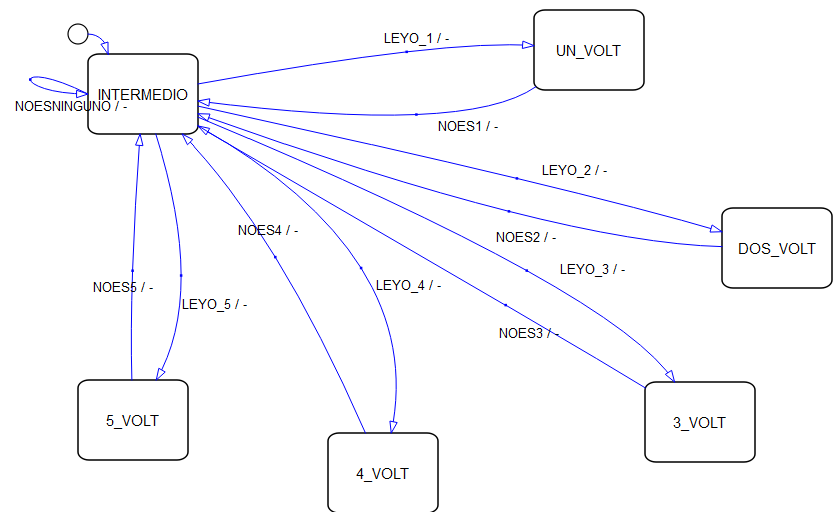 LEYO_1 / -
UN_VOLT
INTERMEDIO
NOESNINGUNO / -
NOES1 / -
LEYO_2 / -
NOES4 / -
NOES2 / -
DOS_VOLT
LEYO_3 / -
NOES5 / -
LEYO_4 / -
LEYO_5 / -
NOES3 / -
5_VOLT
3_VOLT
4_VOLT